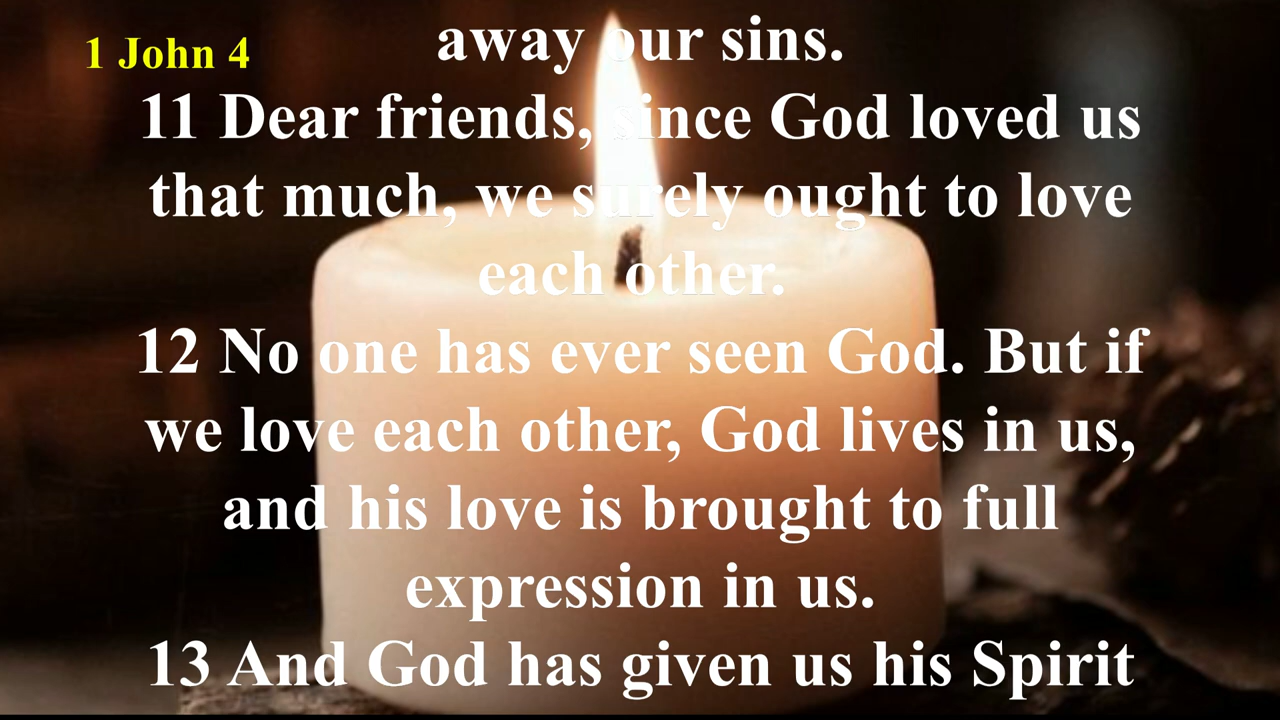 1 John 4
away our sins.
11 Dear friends, since God loved us
that much, we surely ought to love
each other.
12 No one has ever seen God. But if
we love each other, God lives in us,
and his love is brought to full
expression in us.
13 And God has given us his Spirit